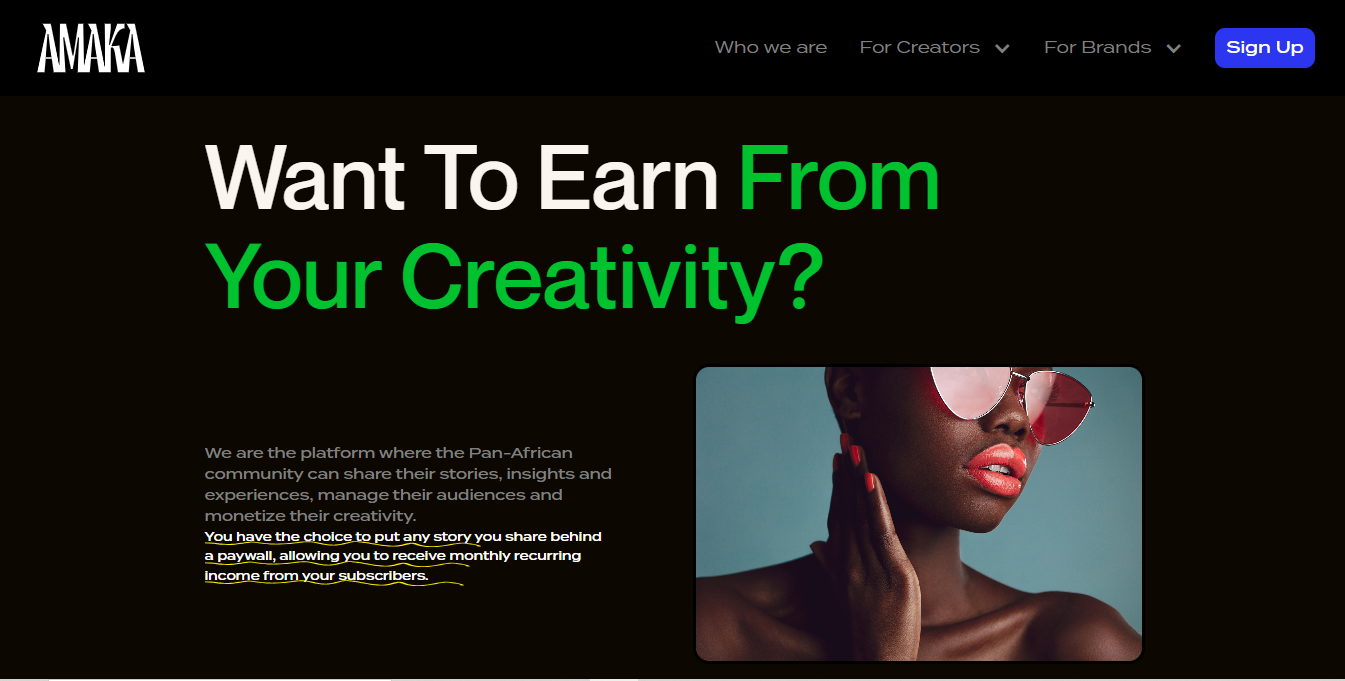 AMAKA
Who we are
For Creators
For Brands
Sign Up
Want To Earn From
Your Creativity?
We are the platform where the Pan-African
community can share their stories, insights and
experiences, manage their audiences and
monetize their creativity.
You have the choice to put any story you share behind
a paywall, allowing you to receive monthly recurring
income from your subscribers.